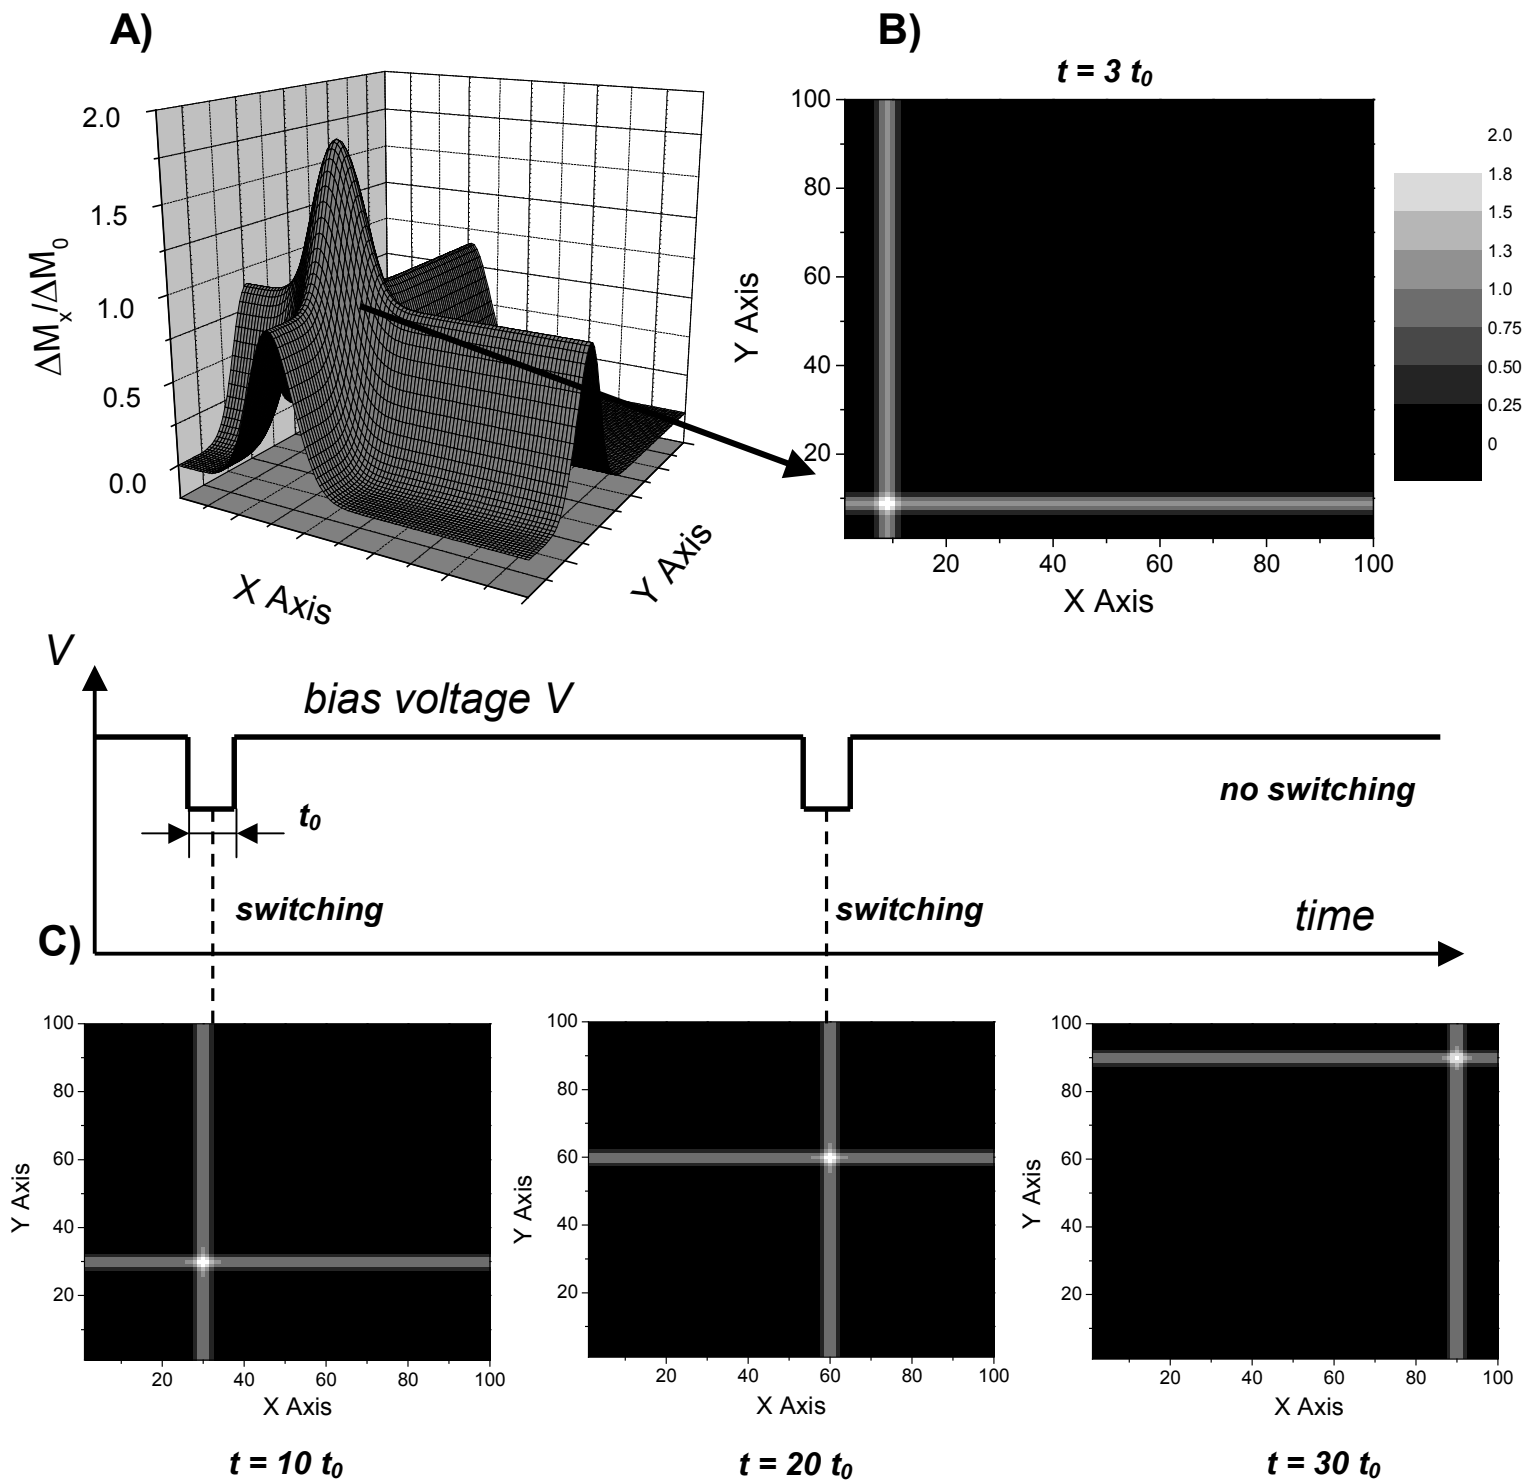 A)
B)
t = 3 t0
2.0
1.5
1.0
0.5
0.0
ΔMx/ΔM0
X Axis
Y Axis
100
80
60
40
20
Y Axis
20 40 60 80 100
X Axis
2.0
1.8
1.5
1.3
1.0
0.75
0.50
0.25
0
V
bias voltage V
t0
no switching
switching
switching
time
C)
100
80
60
40
20
Y Axis
20 40 60 80 100
X Axis
t = 10 t0
100
80
60
40
20
Y Axis
20 40 60 80 100
X Axis
t = 20 t0
100
80
60
40
20
Y Axis
20 40 60 80 100
X Axis
t = 30 t0